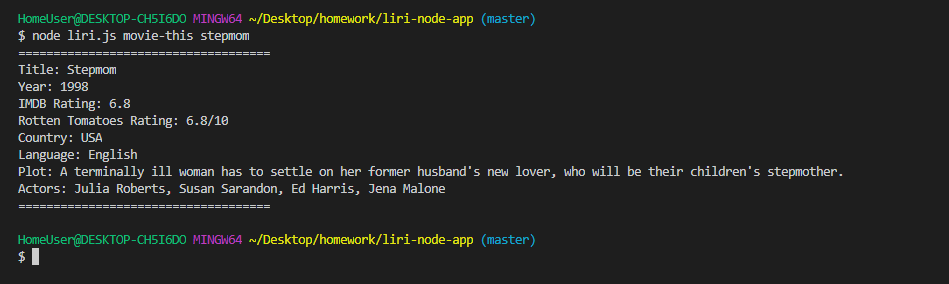 HomeUser@DESKTOP-CH5I6DO MINGW64 ~/Desktop/homework/liri-node-app (master)
$ node liri.js movie-this stepmom
====================================
Title: Stepmom
Year: 1998
IMDB Rating: 6.8
Rotten Tomatoes Rating: 6.8/10
Country: USA
Language: English
Plot: A terminally ill woman has to settle on her former husband's new lover, who will be their children's stepmother.
Actors: Julia Roberts, Susan Sarandon, Ed Harris, Jena Malone
====================================
HomeUser@DESKTOP-CH5I6DO MINGW64 ~/Desktop/homework/liri-node-app (master)
$